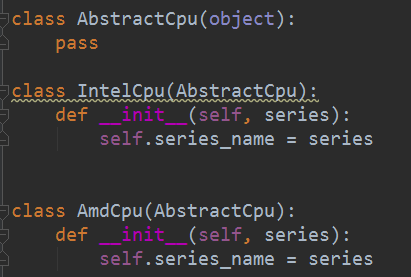 class AbstractCpu(object):
    pass
class IntelCpu(AbstractCpu):
    def __init__(self, series):
        self.series_name = series
class AmdCpu(AbstractCpu):
    def __init__(self, series):
        self.series_name = series